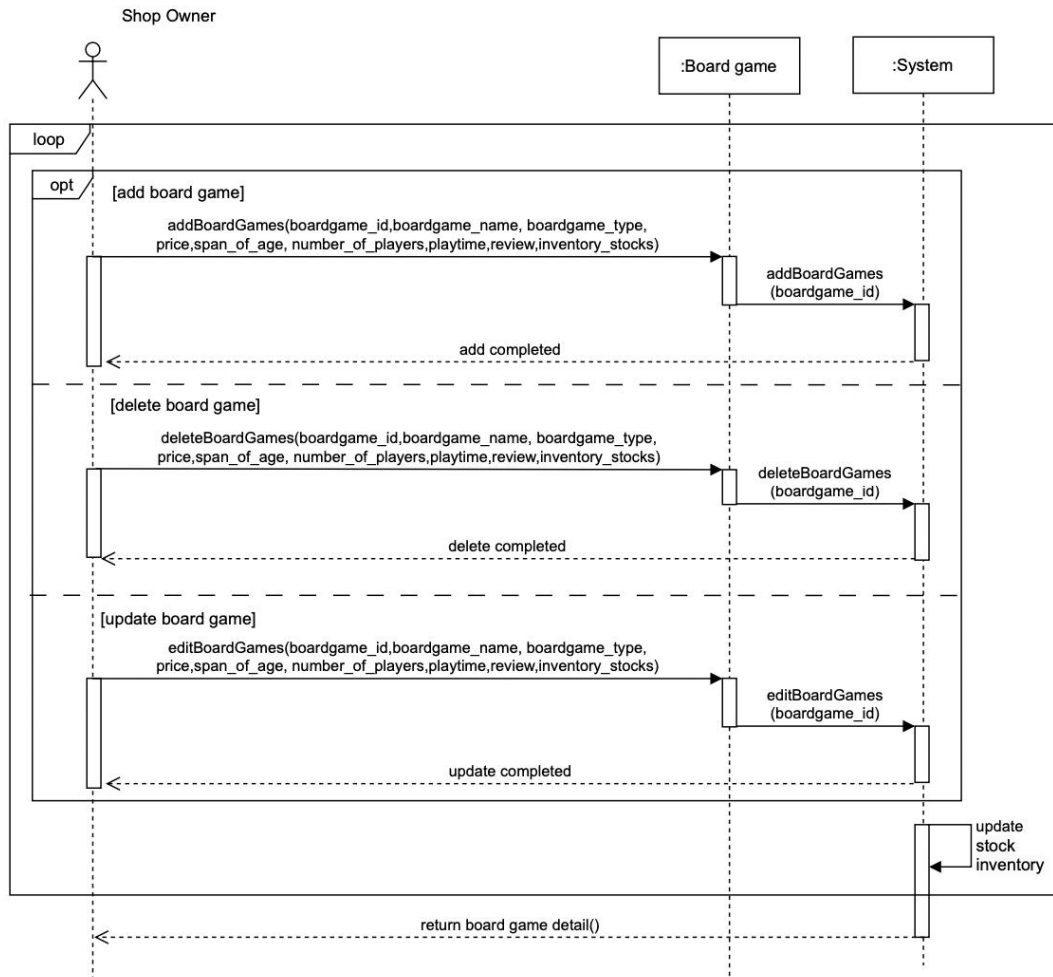 Shop Owner
:Board game
:System
loop
opt
[add board game]
addBoardGames(boardgame_id,boardgame_name, boardgame_type,
price,span_of_age, number_of_players,playtime,review,inventory_stocks)
addBoardGames
(boardgame_id)
add completed
[delete board game]
deleteBoardGames(boardgame_id,boardgame_name, boardgame_type,
price,span_of_age, number_of_players,playtime,review,inventory_stocks)
deleteBoardGames
(boardgame_id)
delete completed
[update board game]
editBoardGames(boardgame_id,boardgame_name, boardgame_type,
price,span_of_age, number_of_players,playtime,review,inventory_stocks)
editBoardGames
(boardgame_id)
update completed
update
stock
inventory
return board game detail()